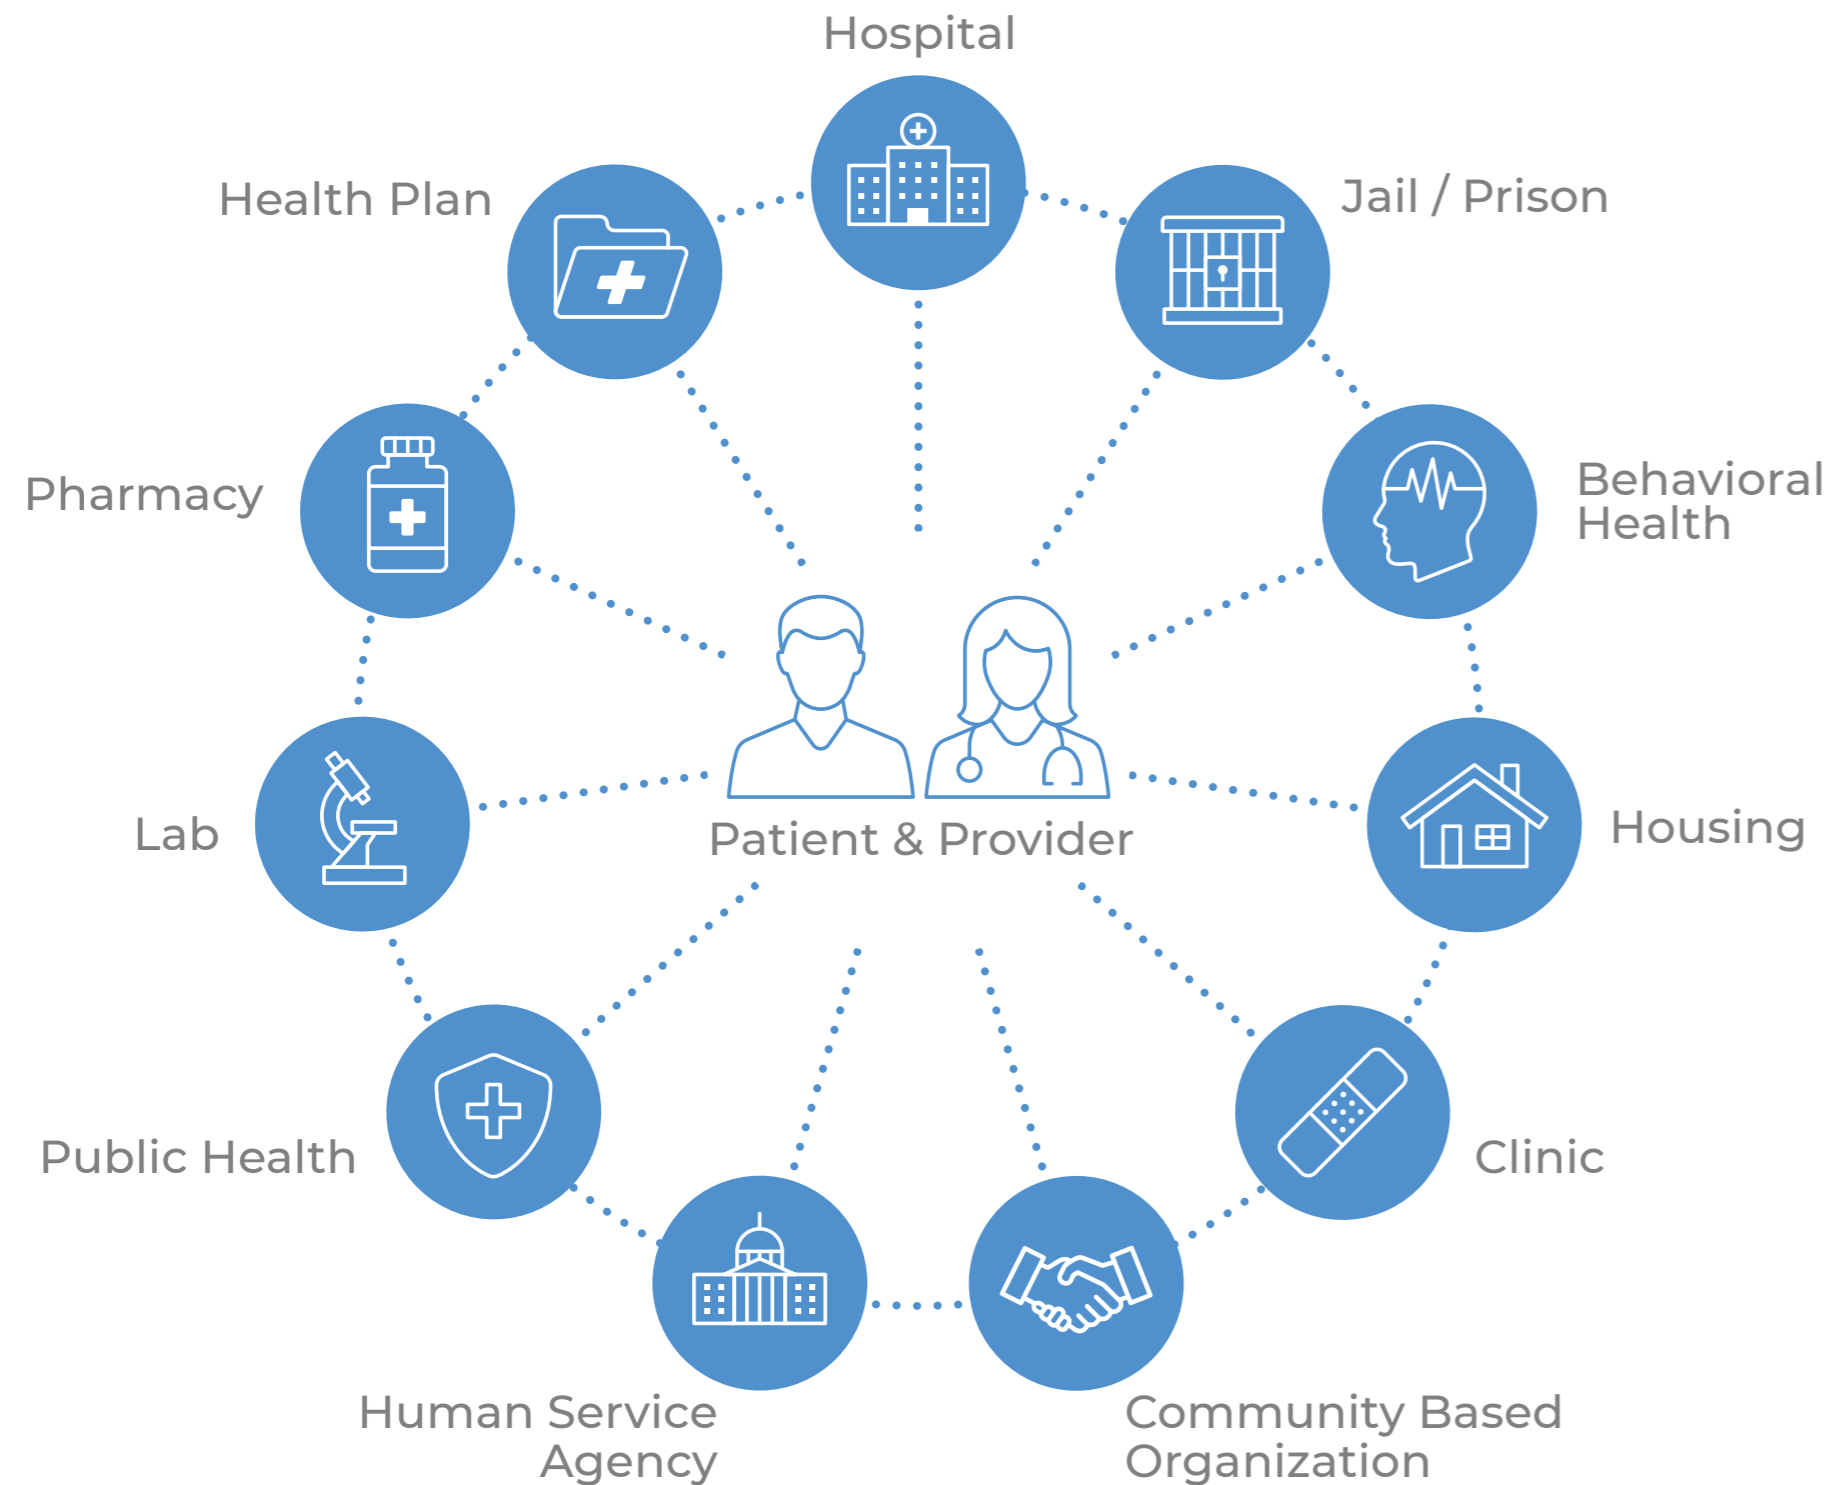 Hospital
Health Plan
Jail / Prison
Pharmacy
Behavioral
Health
Lab
Patient & Provider
Housing
Public Health
Clinic
Human Service
Agency
Community Based
Organization